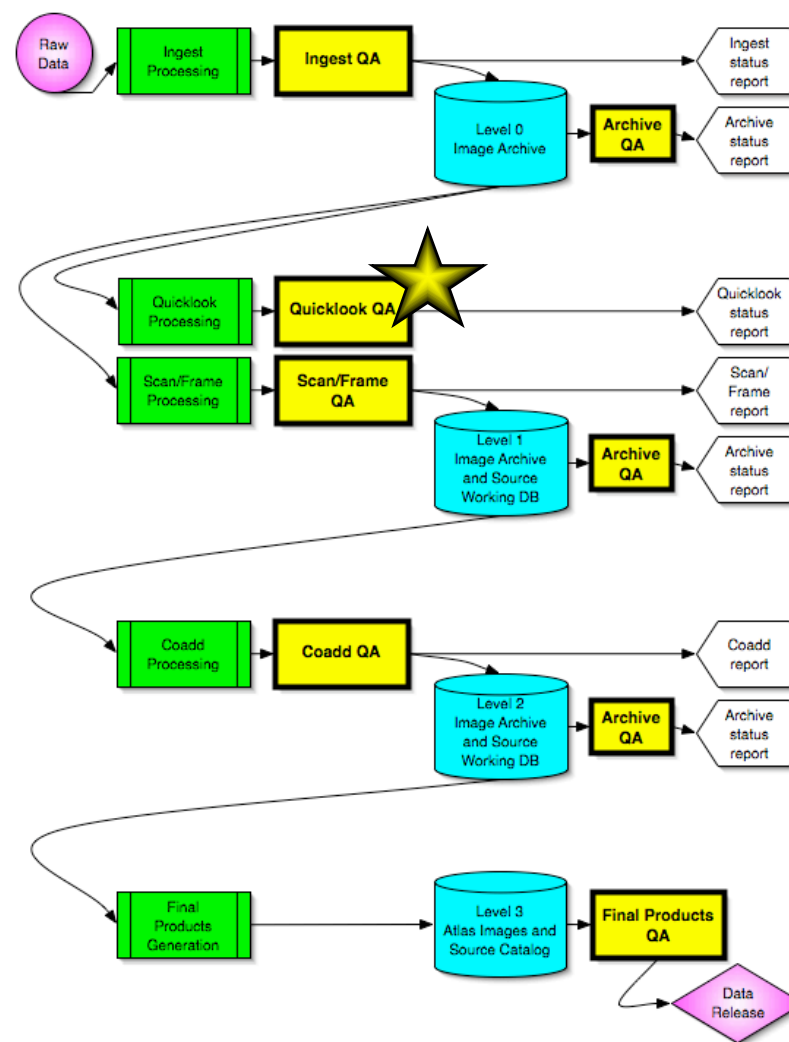 Raw
Data
Ingest
Processing
Ingest QA
Ingest
status
report
Level 0
Image Archive
Archive
QA
Archive
status
report
Quicklook
Processing
Quicklook QA
Quicklook
status
report
Scan/Frame
Processing
Scan/Frame
QA
Scan/
Frame
report
Level 1
Image Archive
and Source
Working DB
Archive
QA
Archive
status
report
Coadd
Processing
Coadd QA
Coadd
report
Level 2
Image Archive
and Source
Working DB
Archive
QA
Archive
status
report
Final
Products
Generation
Level 3
Atlas Images and
Source Catalog
Final Products
QA
Data
Release